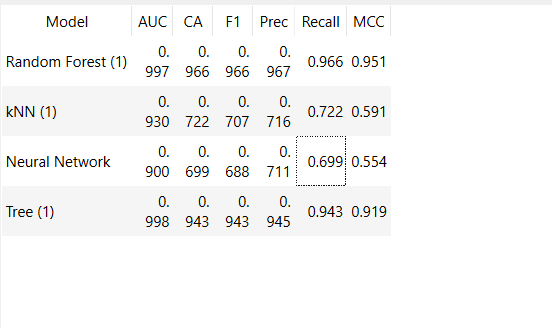 Model AUC CA F1 Prec Recall MCC
Random Forest (1) 0.997 0.966 0.966 0.967 0.966 0.951
kNN (1) 0.930 0.722 0.707 0.716 0.722 0.591
Neural Network 0.900 0.699 0.688 0.711 0.699 0.554
Tree (1) 0.998 0.943 0.943 0.945 0.943 0.919